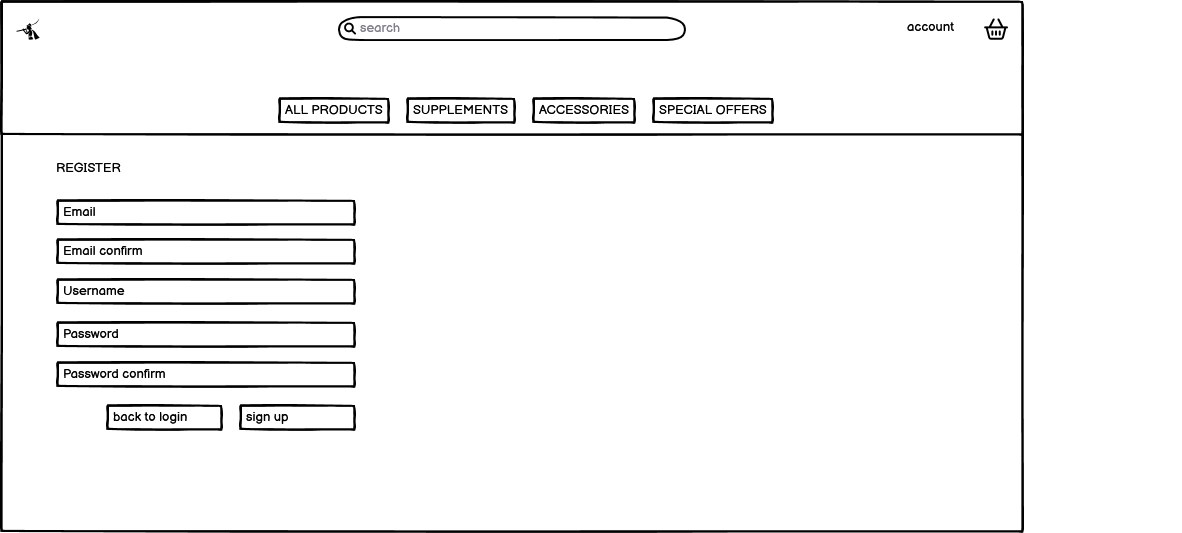 search
account
ALL PRODUCTS
SUPPLEMENTS
ACCESSORIES
SPECIAL OFFERS
REGISTER
Email
Email confirm
Username
Password
Password confirm
back to login
sign up